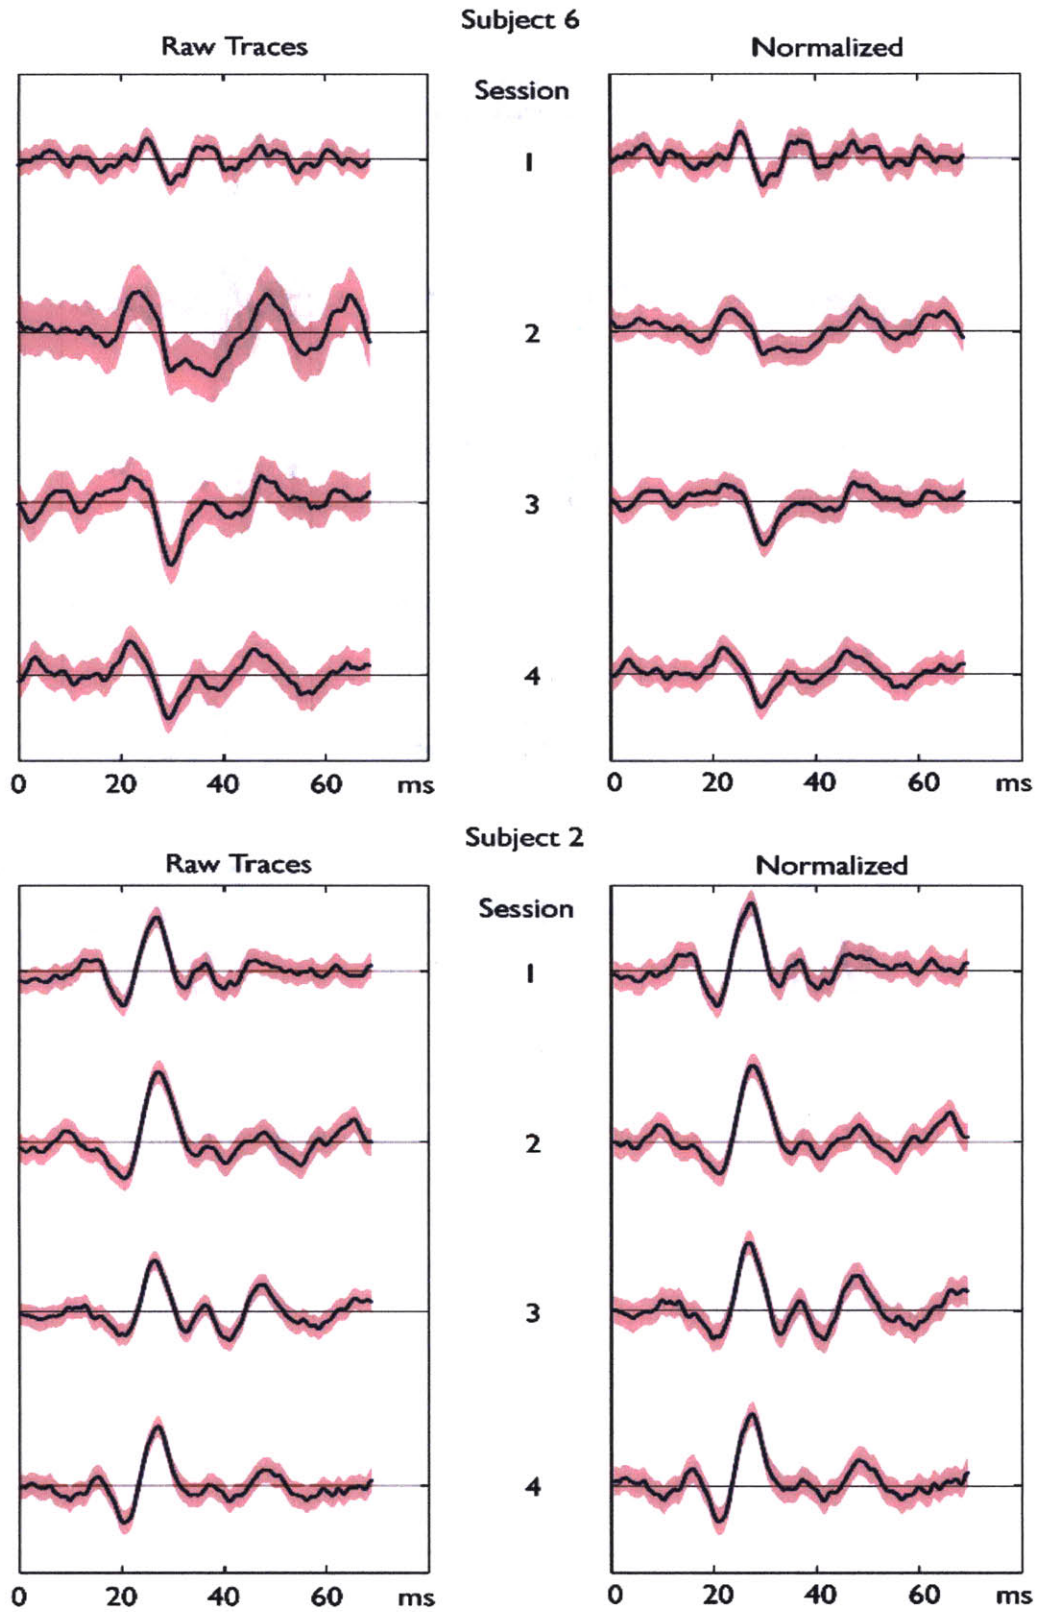 Subject 6
Raw Traces
Normalized
Session
1
2
3
4
0 20 40 60 ms
0 20 40 60 ms
Subject 2
Raw Traces
Normalized
Session
1
2
3
4
0 20 40 60 ms
0 20 40 60 ms